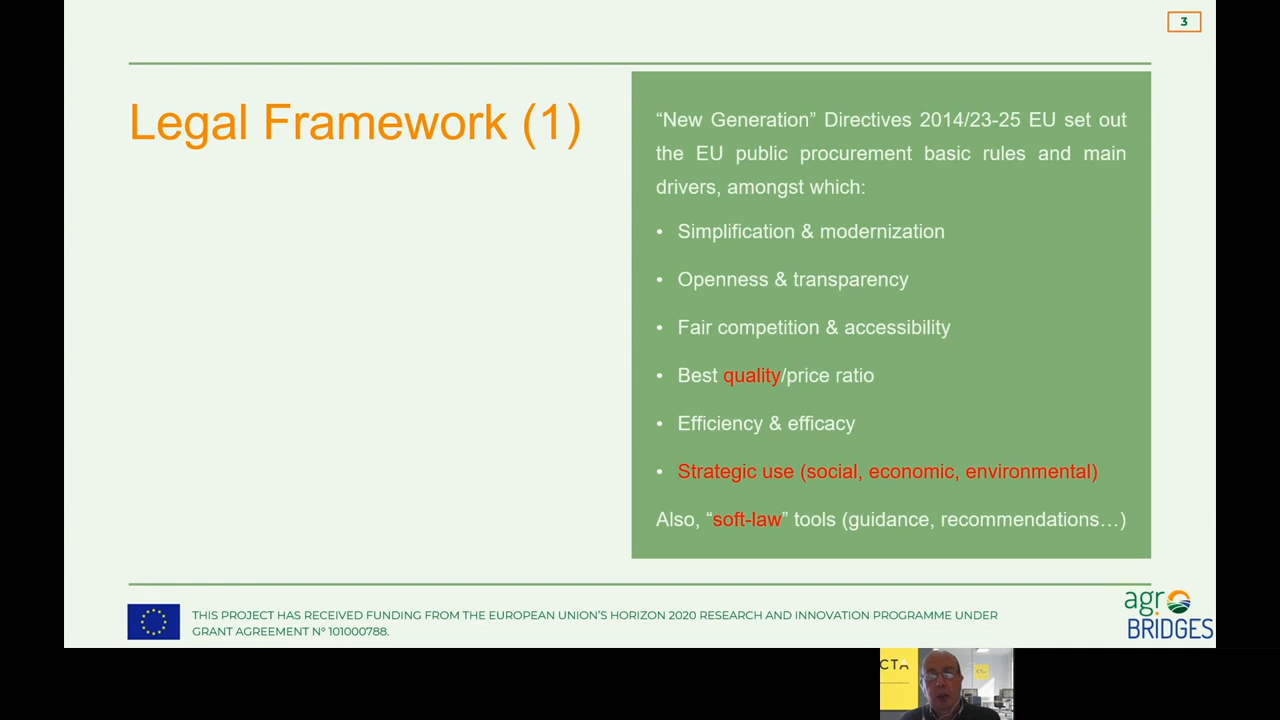 3
Legal Framework (1)
“New Generation” Directives 2014/23-25 EU set out
the EU public procurement basic rules and main
drivers, amongst which:
• Simplification & modernization
• Openness & transparency
• Fair competition & accessibility
• Best quality/price ratio
• Efficiency & efficacy
• Strategic use (social, economic, environmental)
Also, “soft-law” tools (guidance, recommendations…)
THIS PROJECT HAS RECEIVED FUNDING FROM THE EUROPEAN UNION’S HORIZON 2020 RESEARCH AND INNOVATION PROGRAMME UNDER
GRANT AGREEMENT Nº 101000788.
agr
BRIDGES
CTA